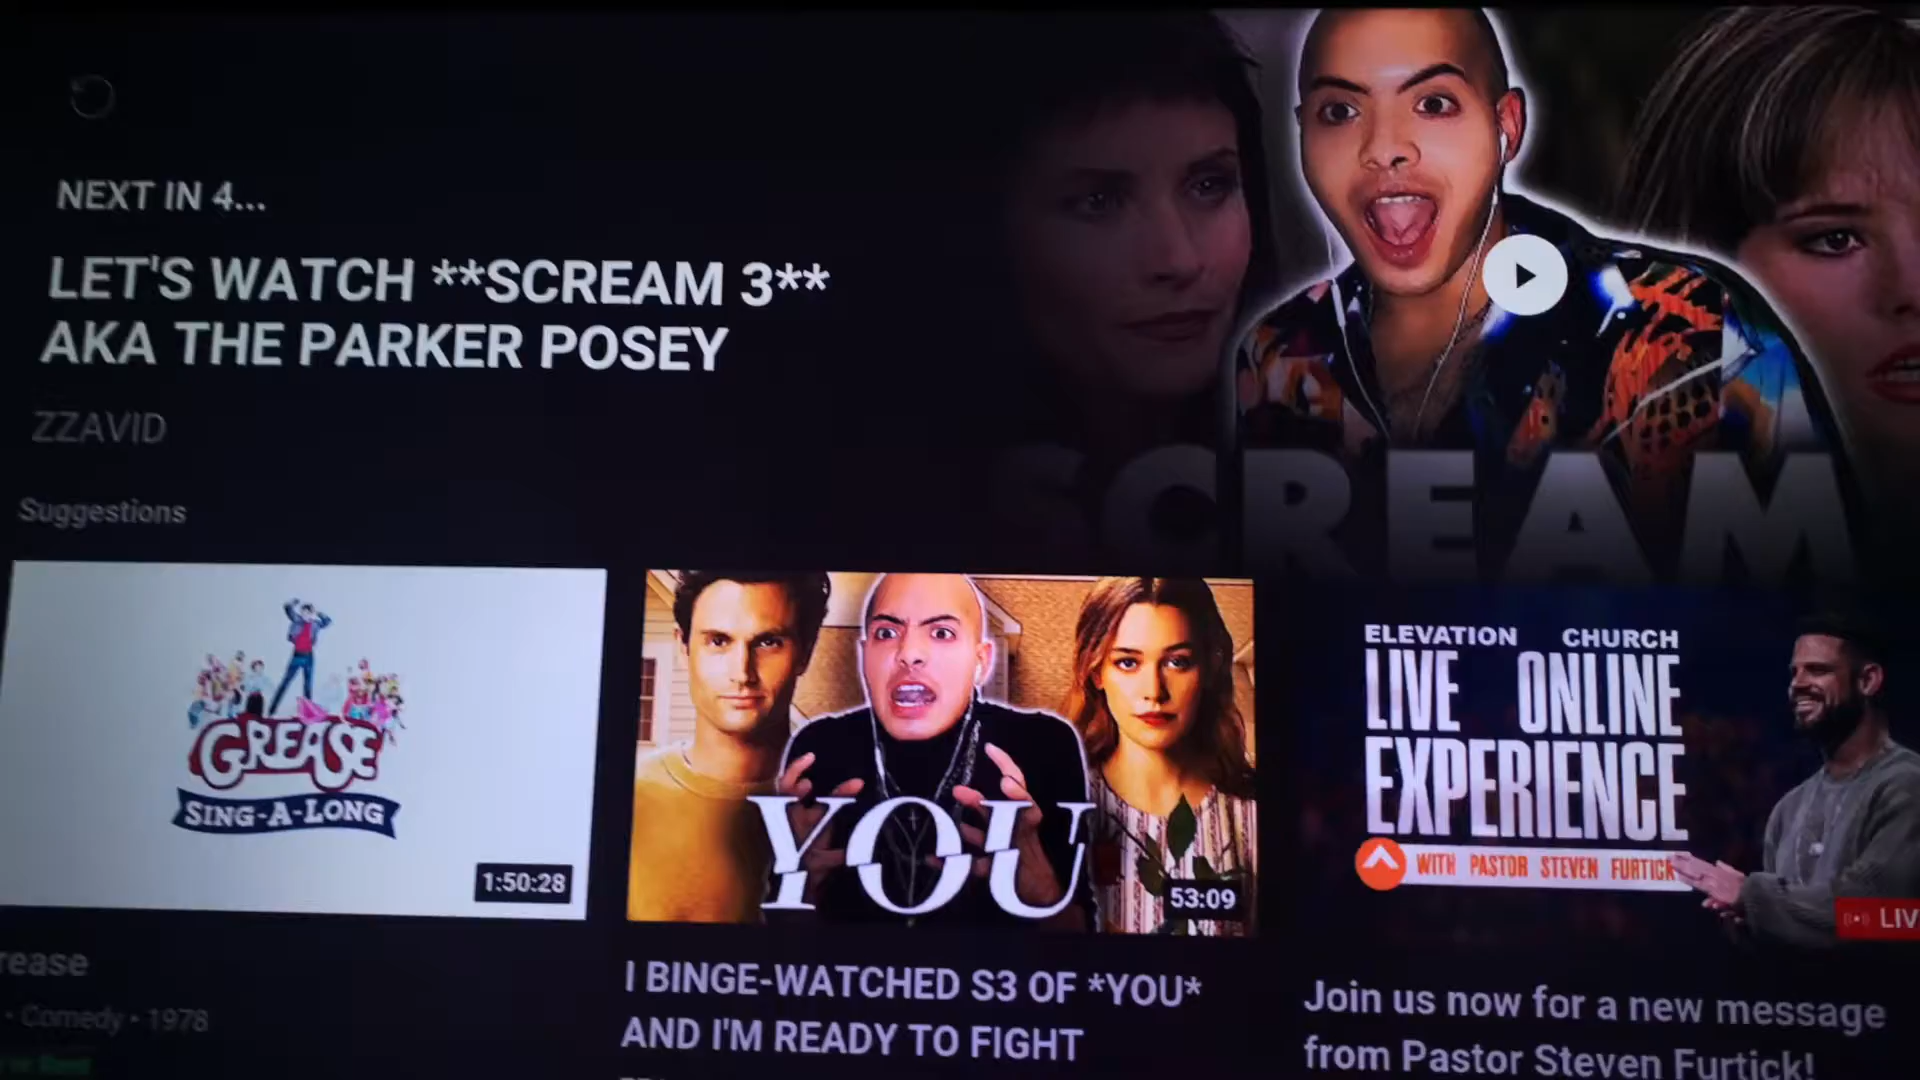 NEXT IN 4...
LET'S WATCH **SCREAM 3**
AKA THE PARKER POSEY
ZZAVID
SCREAM
Suggestions
GREASE
SING-A-LONG
1:50:28
YOU
53:09
ELEVATION CHURCH
LIVE ONLINE
EXPERIENCE
WITH PASTOR STEVEN FURTICK
LIV
rease
• Comedy • 1978
I BINGE-WATCHED S3 OF *YOU*
AND I'M READY TO FIGHT
Join us now for a new message
from Pastor Steven Furtick!